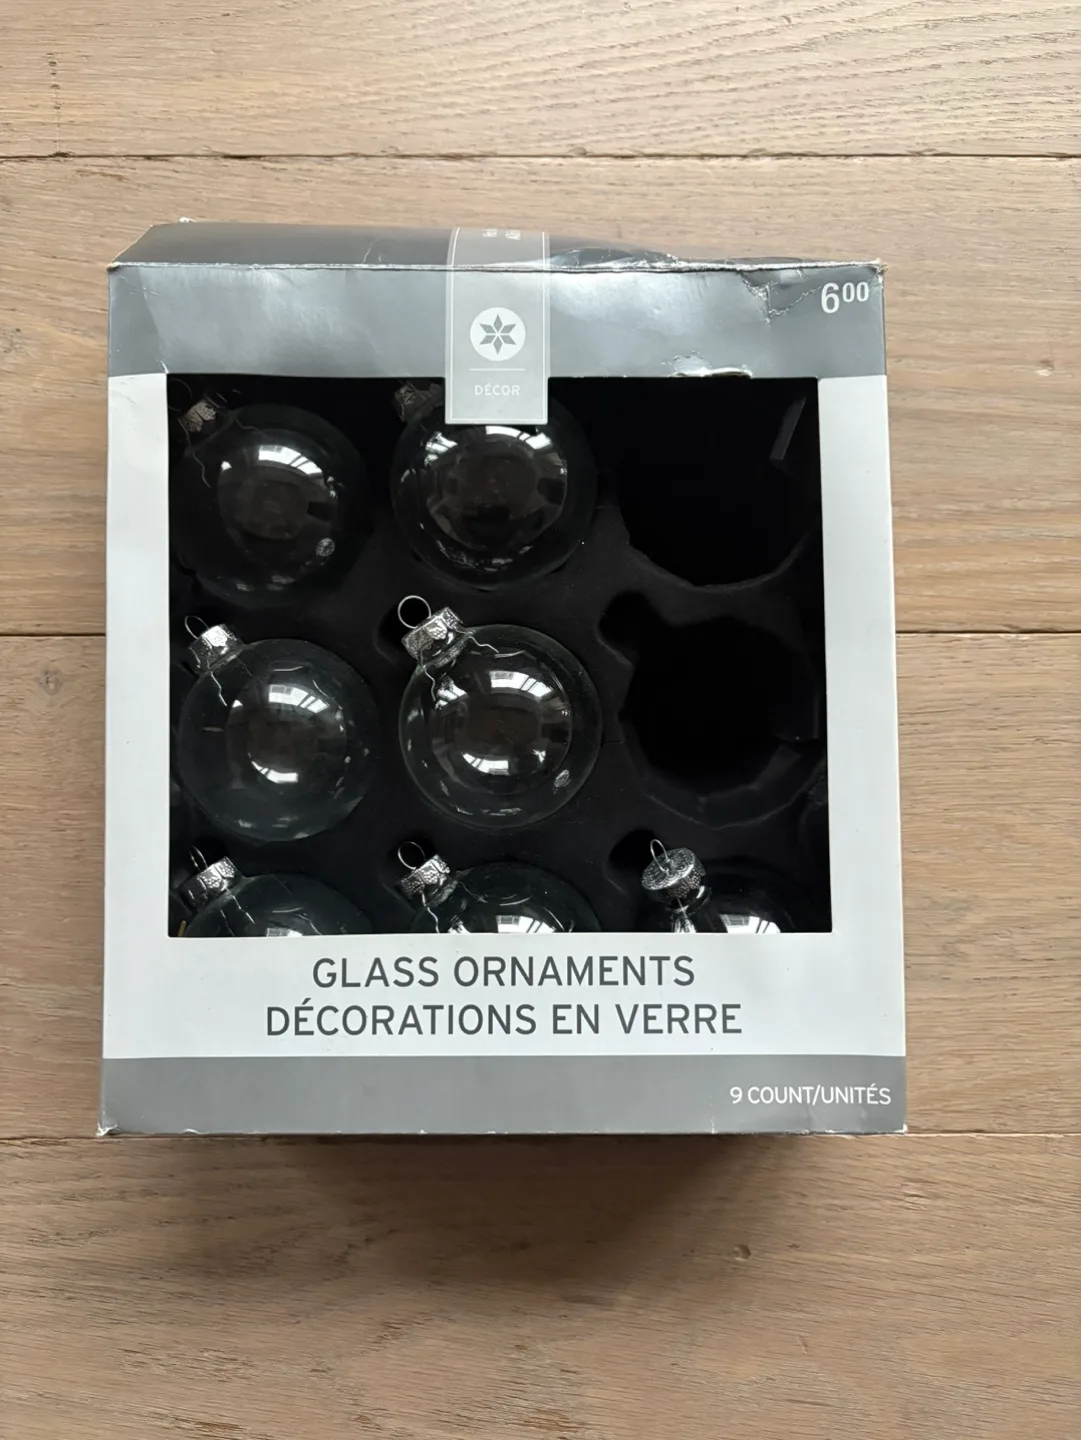 6⁰⁰
DÉCOR
GLASS ORNAMENTS
DÉCORATIONS EN VERRE
9 COUNT/UNITÉS